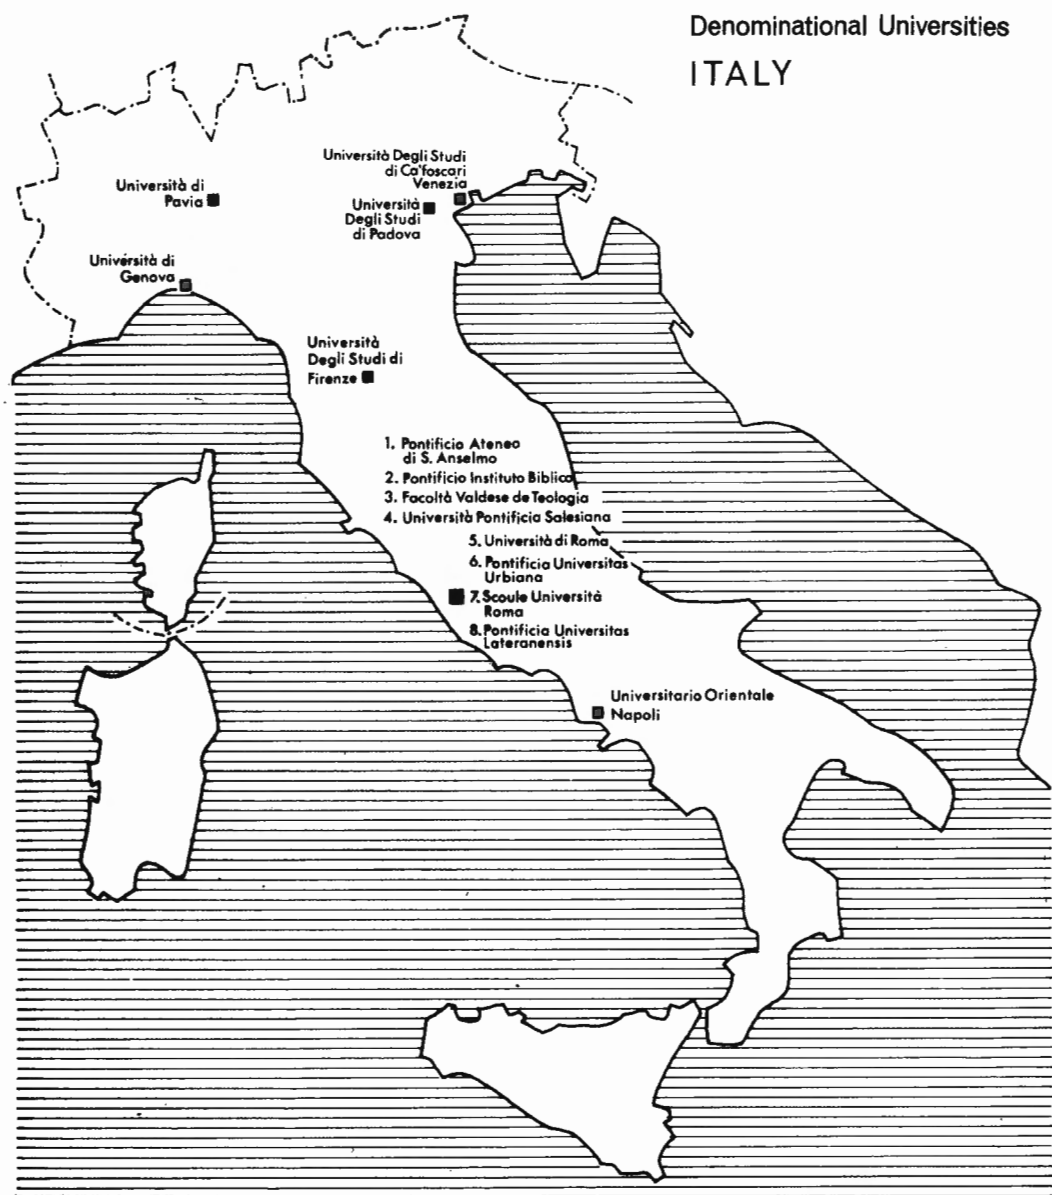 Denominational Universities
ITALY
Università Degli Studi
di Ca'foscari
Venezia
Università di
Pavia
Università
Degli Studi
di Padova
Università di
Genova
Università
Degli Studi di
Firenze
1. Pontificio Ateneo
di S. Anselmo
2. Pontificio Instituto Biblico
3. Facoltà Valdese de Teologia
4. Università Pontificia Salesiana
5. Università di Roma
6. Pontificia Universitas
Urbiana
7. Scoule Università
Roma
8. Pontificia Universitas
Lateranensis
Universitario Orientale
Napoli